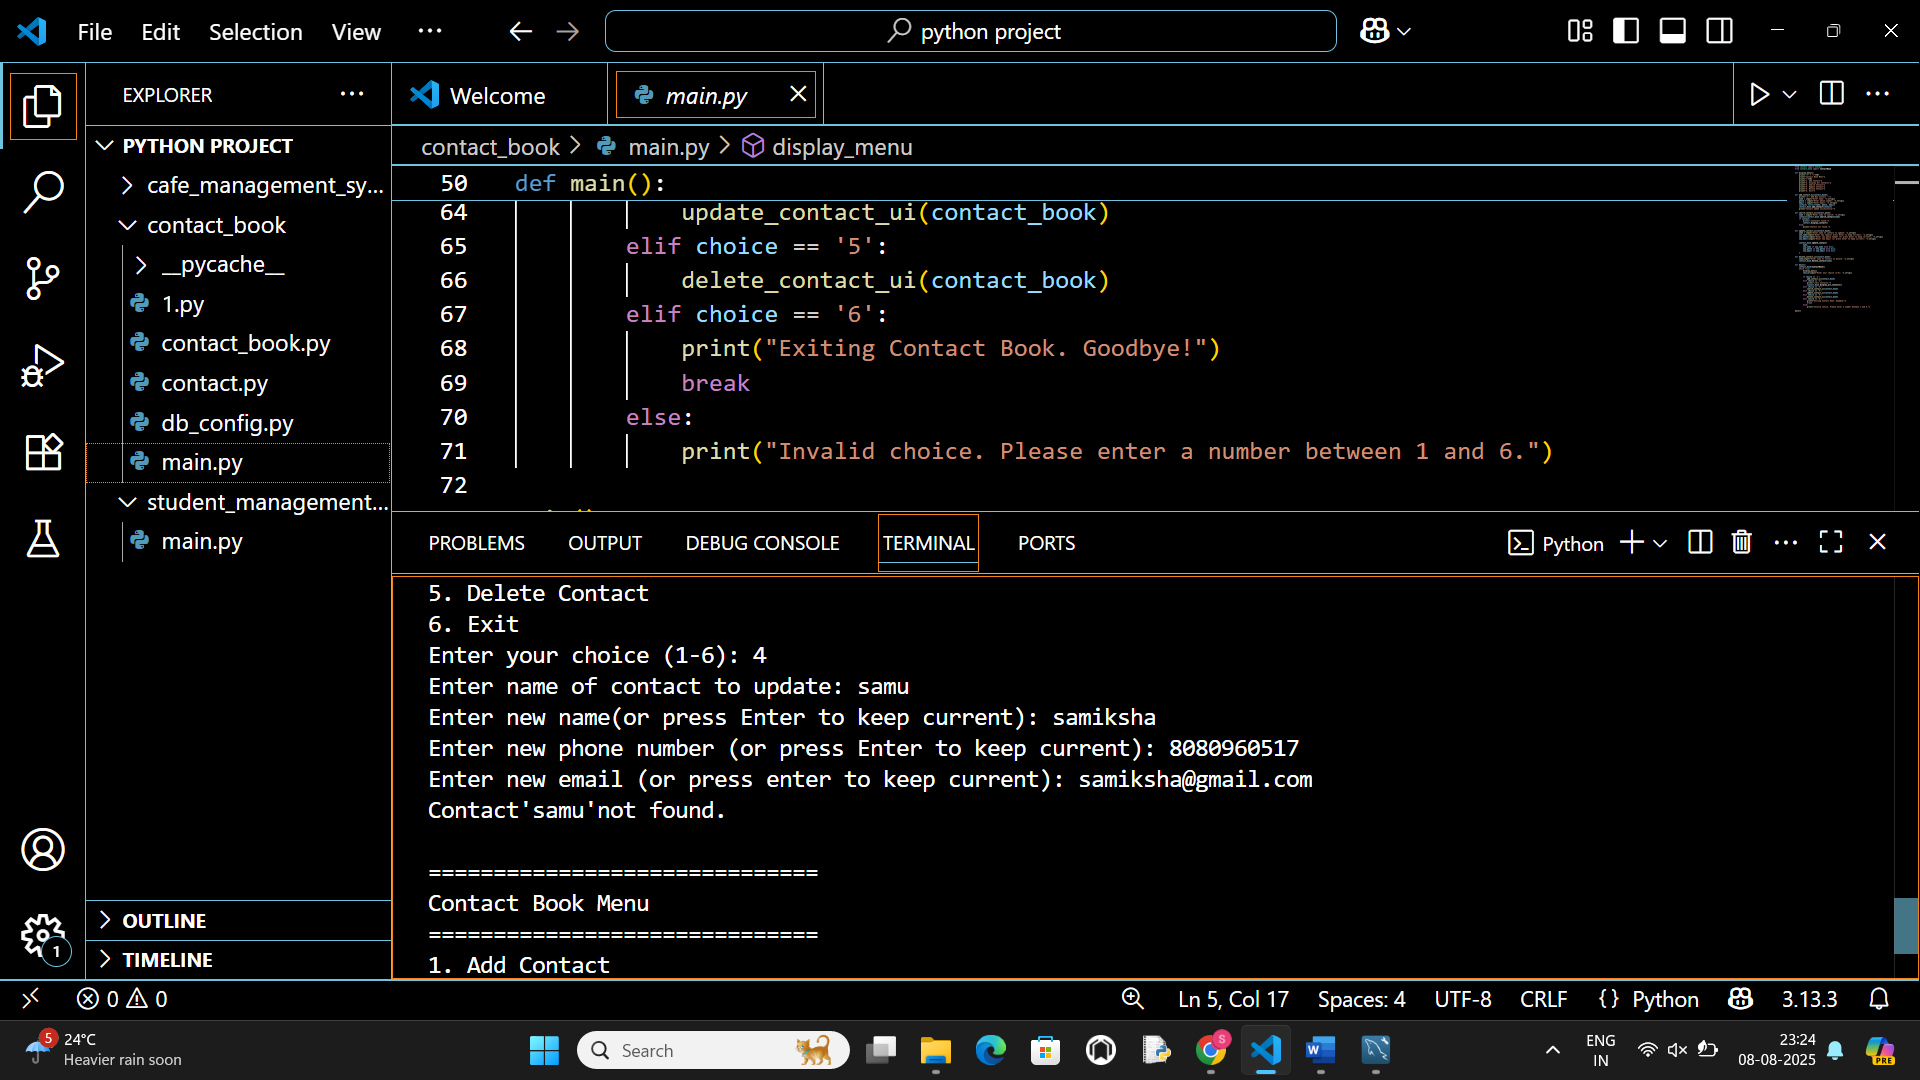 File Edit Selection View ... python project
EXPLORER ...
Welcome main.py
PYTHON PROJECT
contact_book > main.py > display_menu
cafe_management_sy...
contact_book
__pycache__
1.py
contact_book.py
contact.py
db_config.py
main.py
student_management...
main.py
OUTLINE
TIMELINE
50 def main():
64 update_contact_ui(contact_book)
65 elif choice == '5':
66 delete_contact_ui(contact_book)
67 elif choice == '6':
68 print("Exiting Contact Book. Goodbye!")
69 break
70 else:
71 print("Invalid choice. Please enter a number between 1 and 6.")
72
PROBLEMS OUTPUT DEBUG CONSOLE TERMINAL PORTS Python
5. Delete Contact
6. Exit
Enter your choice (1-6): 4
Enter name of contact to update: samu
Enter new name(or press Enter to keep current): samiksha
Enter new phone number (or press Enter to keep current): 8080960517
Enter new email (or press enter to keep current): samiksha@gmail.com
Contact'samu'not found.
==============================
Contact Book Menu
==============================
1. Add Contact
1
0 0 Ln 5, Col 17 Spaces: 4 UTF-8 CRLF {} Python 3.13.3
5 24°C
Heavier rain soon
Search
S
W
PRE
ENG
IN
23:24
08-08-2025